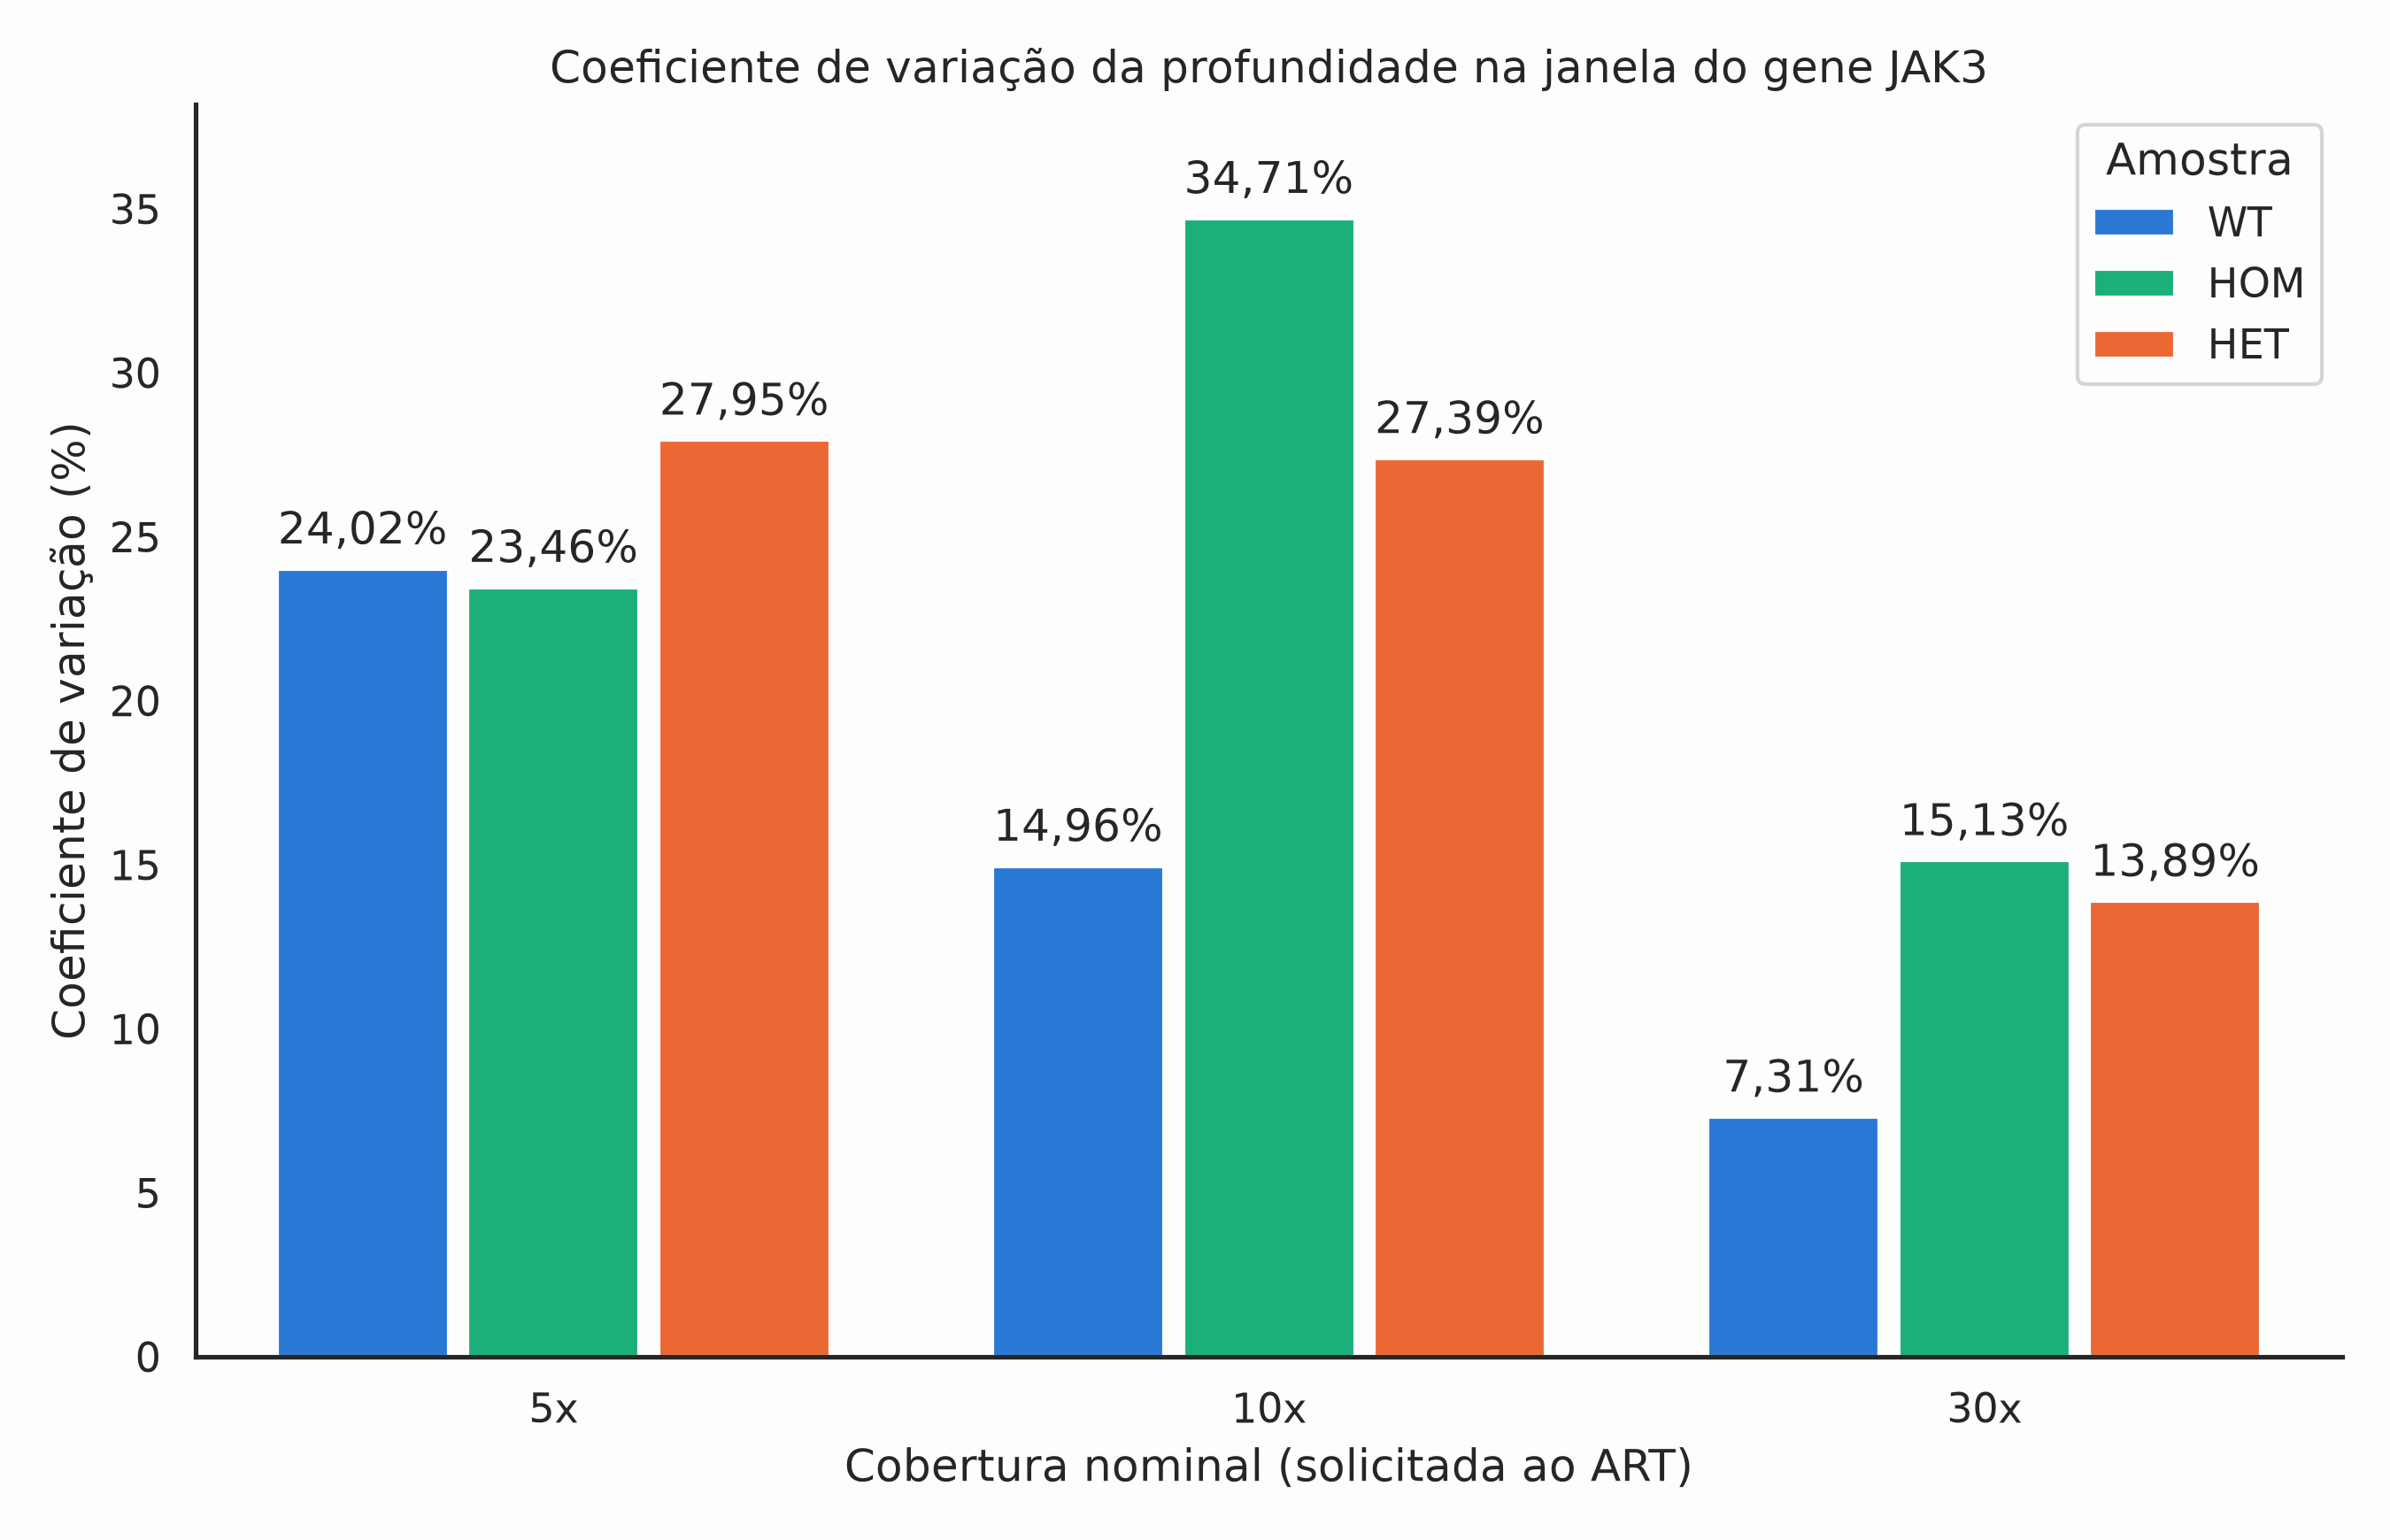 Coeficiente de variação da profundidade na janela do gene JAK3
Amostra
WT
HOM
HET
Coeficiente de variação (%)
35
30
25
20
15
10
5
0
24,02%
23,46%
27,95%
14,96%
34,71%
27,39%
7,31%
15,13%
13,89%
5x
10x
30x
Cobertura nominal (solicitada ao ART)